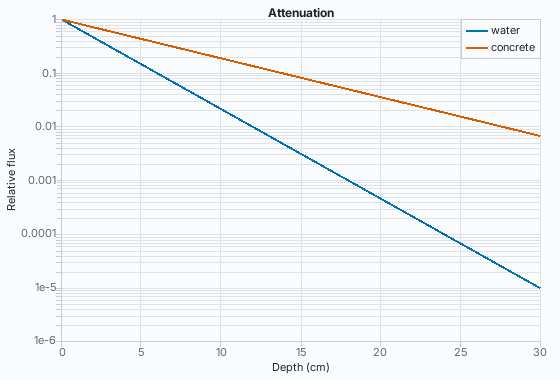 Attenuation
water
concrete
Relative flux
1
0.1
0.01
0.001
0.0001
1e-5
1e-6
0 5 10 15 20 25 30
Depth (cm)